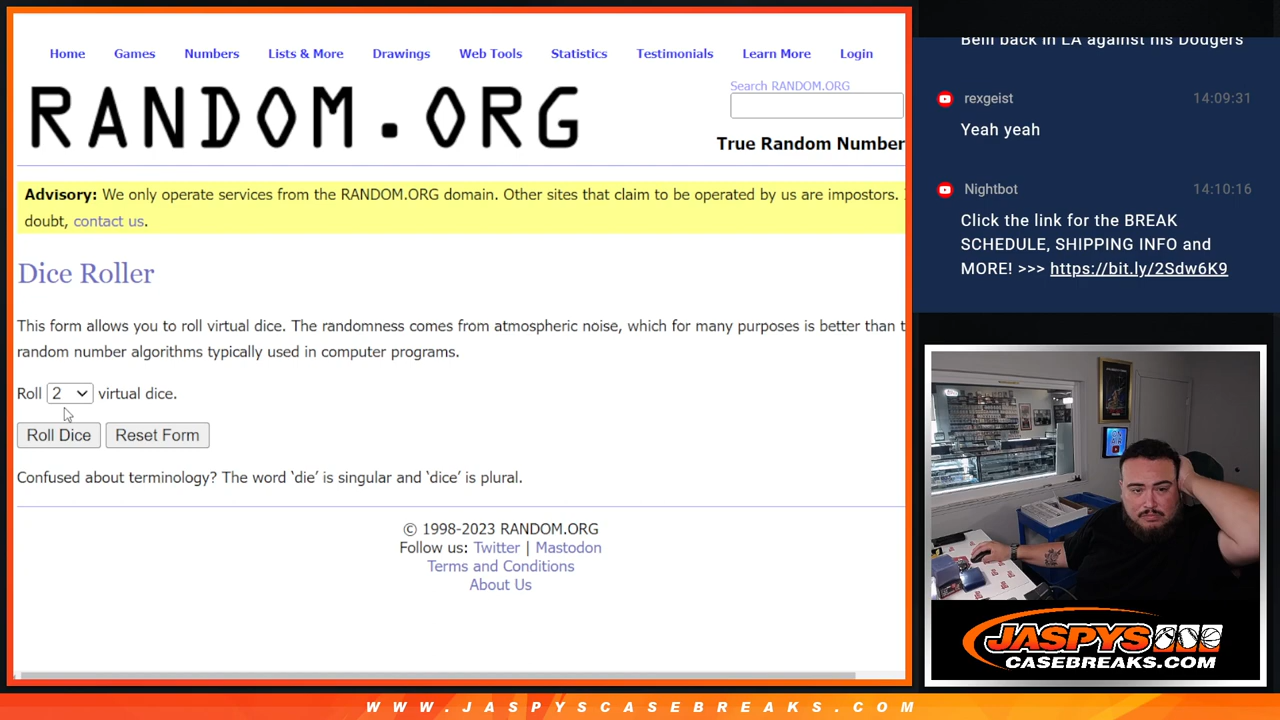 Home Games Numbers Lists & More Drawings Web Tools Statistics Testimonials Learn More Login
RANDOM.ORG
Search RANDOM.ORG
True Random Number
Advisory: We only operate services from the RANDOM.ORG domain. Other sites that claim to be operated by us are impostors.
doubt, contact us.
Dice Roller
This form allows you to roll virtual dice. The randomness comes from atmospheric noise, which for many purposes is better than
random number algorithms typically used in computer programs.
Roll 2 virtual dice.
Roll Dice Reset Form
Confused about terminology? The word ‘die’ is singular and ‘dice’ is plural.
© 1998-2023 RANDOM.ORG
Follow us: Twitter | Mastodon
Terms and Conditions
About Us
back in LA against his Dodgers
rexgeist 14:09:31
Yeah yeah
Nightbot 14:10:16
Click the link for the BREAK
SCHEDULE, SHIPPING INFO and
MORE! >>> https://bit.ly/2Sdw6K9
JASPYS
CASEBREAKS.COM
WWW.JASPYSCASEBREAKS.COM